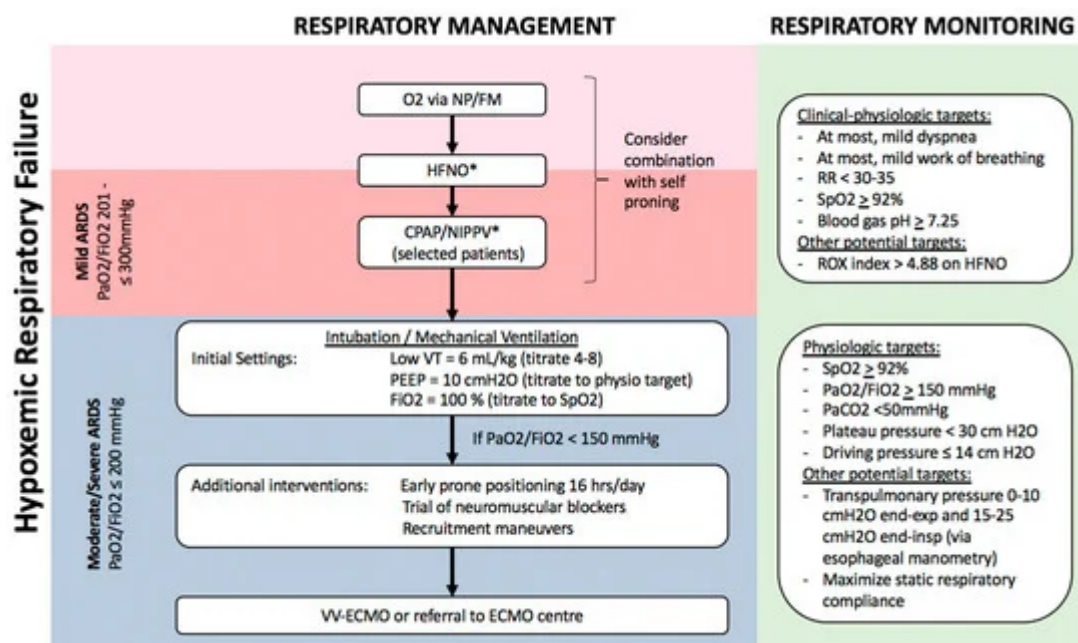 RESPIRATORY MANAGEMENT
RESPIRATORY MONITORING
Hypoxemic Respiratory Failure
Mild ARDS
PaO2/FiO2 201 -
≤ 300mmHg
Moderate/Severe ARDS
PaO2/FiO2 ≤ 200 mmHg
O2 via NP/FM
HFNO*
CPAP/NIPPV*
(selected patients)
Consider
combination
with self
proning
Intubation / Mechanical Ventilation
Initial Settings: Low VT = 6 mL/kg (titrate 4-8)
PEEP = 10 cmH2O (titrate to physio target)
FiO2 = 100 % (titrate to SpO2)
If PaO2/FiO2 < 150 mmHg
Additional interventions: Early prone positioning 16 hrs/day
Trial of neuromuscular blockers
Recruitment maneuvers
VV-ECMO or referral to ECMO centre
Clinical-physiologic targets:
- At most, mild dyspnea
- At most, mild work of breathing
- RR < 30-35
- SpO2 ≥ 92%
- Blood gas pH ≥ 7.25
Other potential targets:
- ROX index > 4.88 on HFNO
Physiologic targets:
- SpO2 ≥ 92%
- PaO2/FiO2 ≥ 150 mmHg
- PaCO2 <50mmHg
- Plateau pressure < 30 cm H2O
- Driving pressure ≤ 14 cm H2O
Other potential targets:
- Transpulmonary pressure 0-10
cmH2O end-exp and 15-25
cmH2O end-insp (via
esophageal manometry)
- Maximize static respiratory
compliance